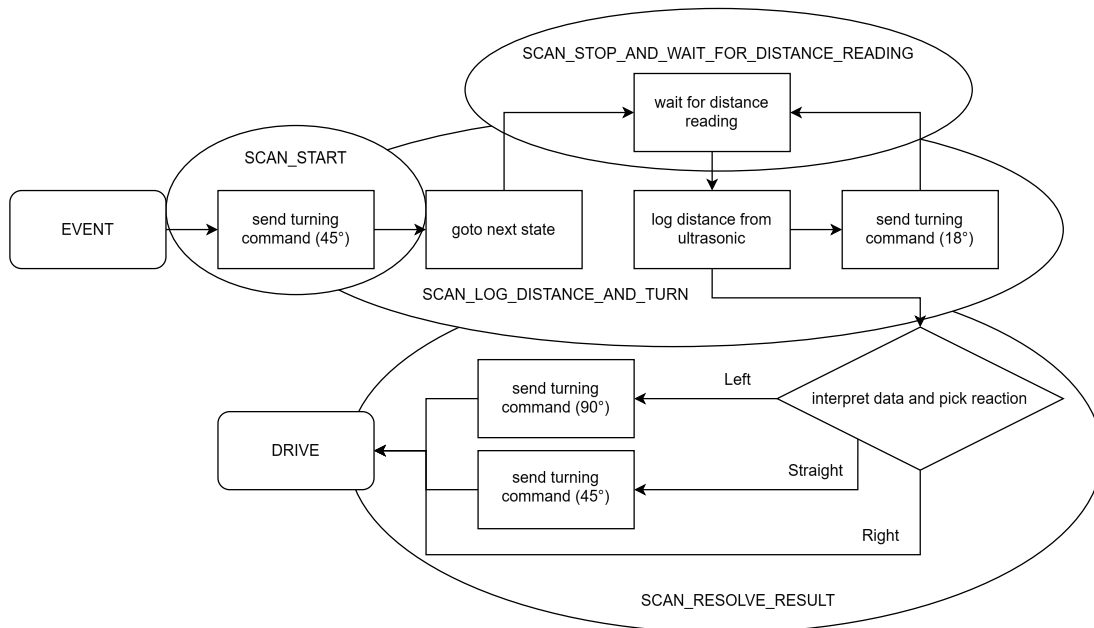 SCAN_STOP_AND_WAIT_FOR_DISTANCE_READING
wait for distance
reading
SCAN_START
EVENT
send turning
command (45°)
goto next state
log distance from
ultrasonic
send turning
command (18°)
SCAN_LOG_DISTANCE_AND_TURN
send turning
command (90°)
Left
interpret data and pick reaction
DRIVE
send turning
command (45°)
Straight
Right
SCAN_RESOLVE_RESULT